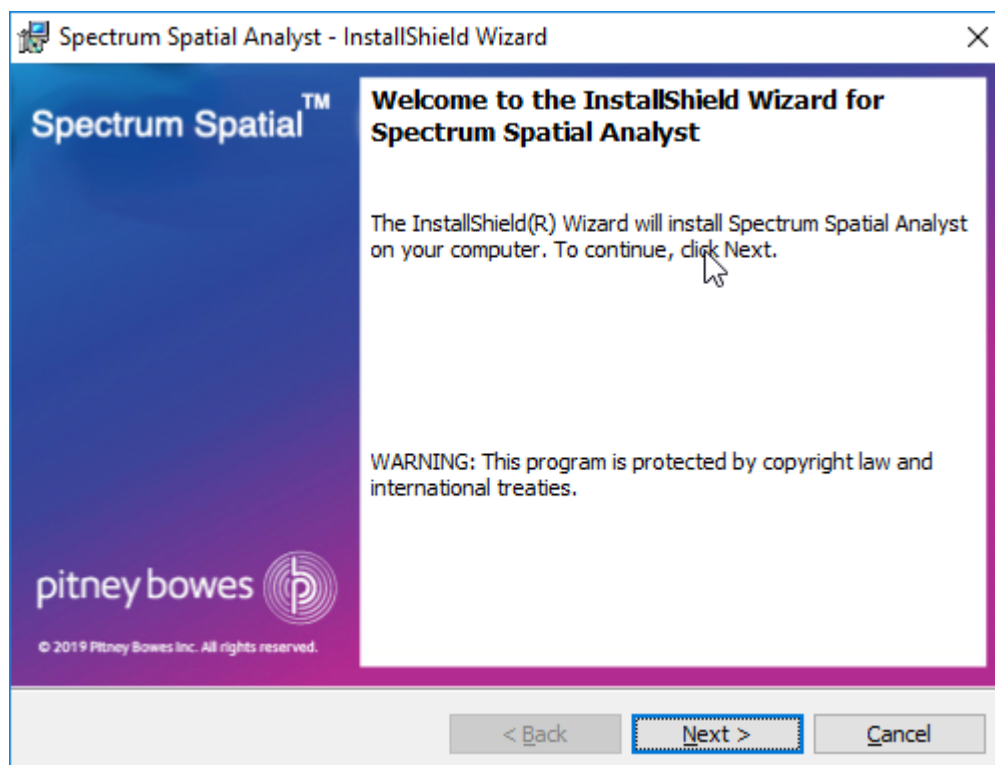 Spectrum Spatial Analyst - InstallShield Wizard
Spectrum Spatial™
Welcome to the InstallShield Wizard for
Spectrum Spatial Analyst
The InstallShield(R) Wizard will install Spectrum Spatial Analyst
on your computer. To continue, click Next.
WARNING: This program is protected by copyright law and
international treaties.
pitney bowes
© 2019 Pitney Bowes Inc. All rights reserved.
< Back
Next >
Cancel